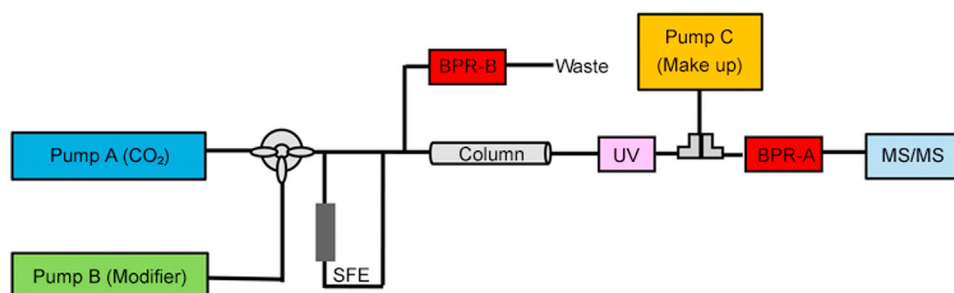 Pump C
(Make up)
BPR-B
Waste
Pump A (CO₂)
Column
UV
BPR-A
MS/MS
Pump B (Modifier)
SFE